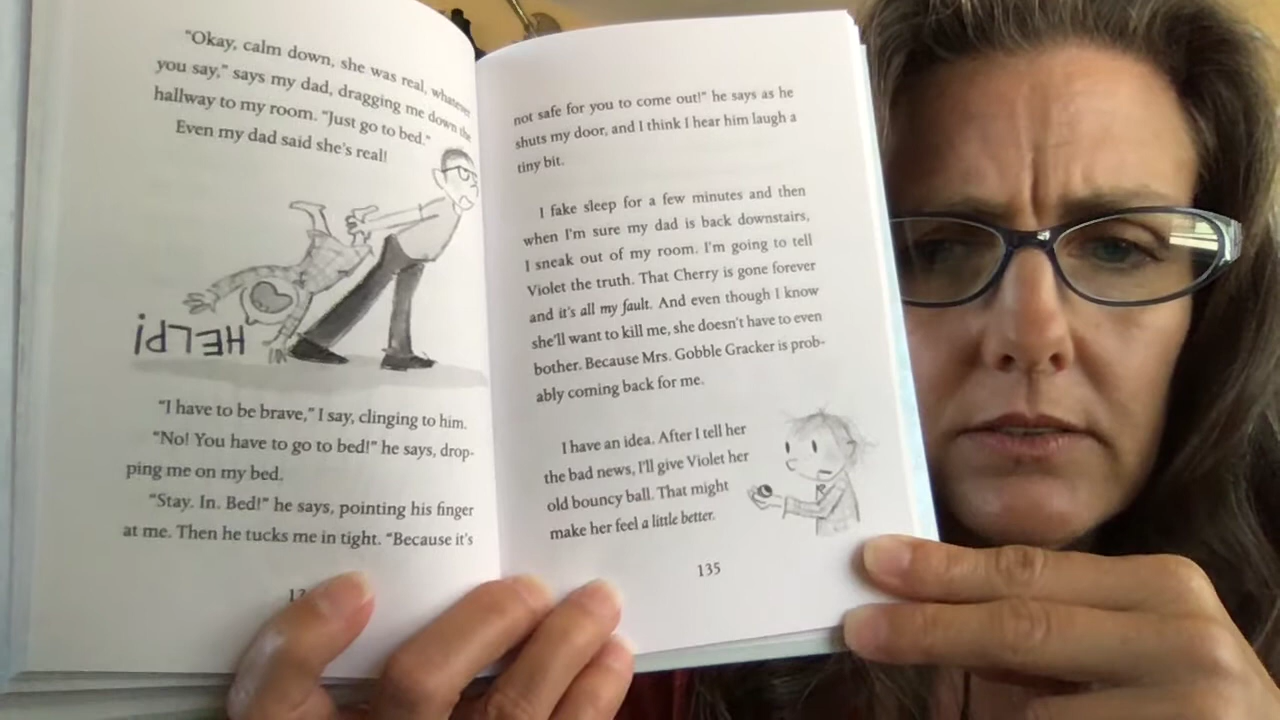 "Okay, calm down, she was real, whatever
you say," says my dad, dragging me down the
hallway to my room. "Just go to bed."
Even my dad said she's real!
HELP!
"I have to be brave," I say, clinging to him.
"No! You have to go to bed!" he says, drop-
ping me on my bed.
"Stay. In. Bed!" he says, pointing his finger
at me. Then he tucks me in tight. "Because it's
not safe for you to come out!" he says as he
shuts my door, and I think I hear him laugh a
tiny bit.
I fake sleep for a few minutes and then
when I'm sure my dad is back downstairs,
I sneak out of my room. I'm going to tell
Violet the truth. That Cherry is gone forever
and it's all my fault. And even though I know
she'll want to kill me, she doesn't have to even
bother. Because Mrs. Gobble Gracker is prob-
ably coming back for me.
I have an idea. After I tell her
the bad news, I'll give Violet her
old bouncy ball. That might
make her feel a little better.
135